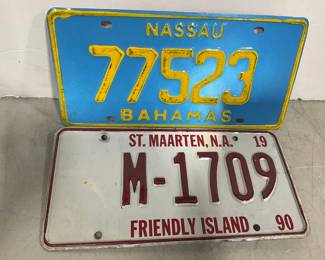 NASSAU
77523
BAHAMAS
ST. MAARTEN, N.A. 19
M-1709
FRIENDLY ISLAND 90